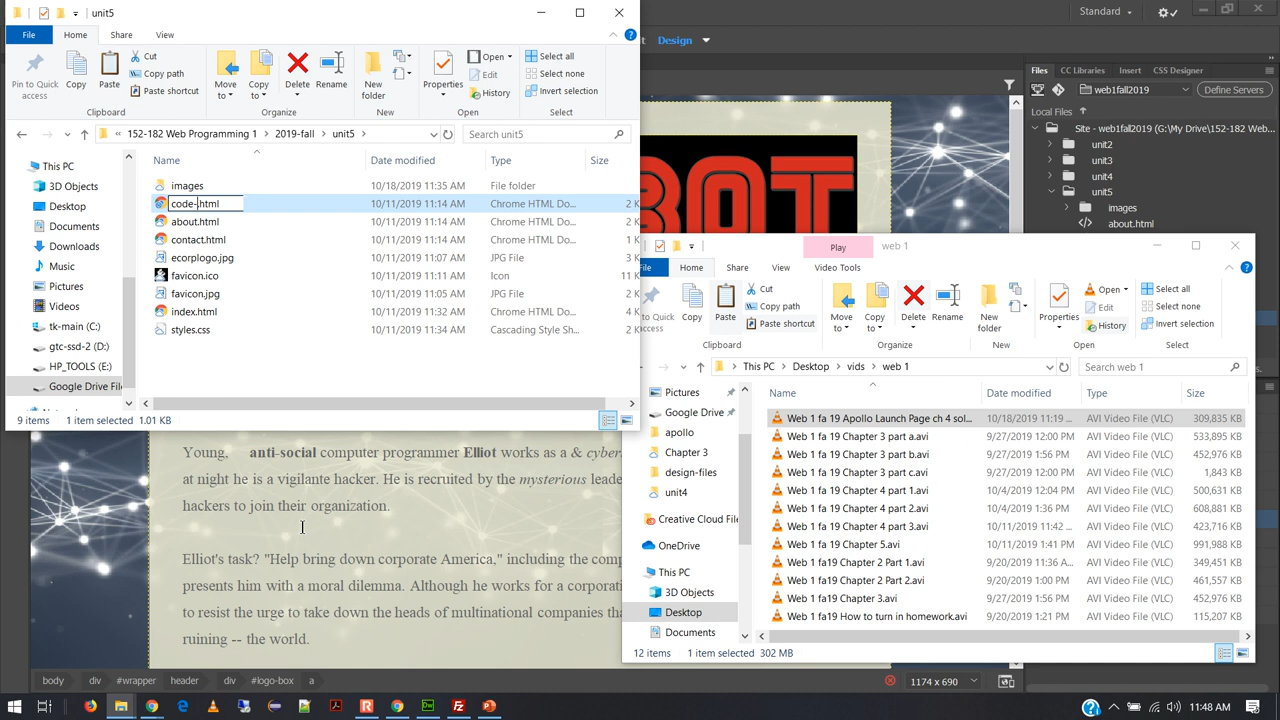 unit5
File Home Share View
Pin to Quick access
Copy
Paste
Cut
Copy path
Paste shortcut
Move to
Copy to
Delete
Rename
New folder
Properties
Open
Edit
History
Select all
Select none
Invert selection
Clipboard Organize New Open Select
« 152-182 Web Programming 1 > 2019-fall > unit5 >
Search unit5
Name Date modified Type Size
This PC
3D Objects
Desktop
Documents
Downloads
Music
Pictures
Videos
tk-main (C:)
gtc-ssd-2 (D:)
HP_TOOLS (E:)
Google Drive Fil
images 10/18/2019 11:35 AM File folder
code-.html 10/11/2019 11:14 AM Chrome HTML Do... 2 K
about.html 10/11/2019 11:14 AM Chrome HTML Do... 2 K
contact.html 10/11/2019 11:14 AM Chrome HTML Do... 1 K
ecorplogo.jpg 10/11/2019 11:07 AM JPG File 3 K
favicon.ico 10/11/2019 11:11 AM Icon 11 K
favicon.jpg 10/11/2019 11:05 AM JPG File 2 K
index.html 10/11/2019 11:32 AM Chrome HTML Do... 4 K
styles.css 10/11/2019 11:34 AM Cascading Style Sh... 2 K
9 items 1 item selected 1.01 KB
Design
Standard
Files CC Libraries Insert CSS Designer
web1fall2019 Define Servers
Local Files
Site - web1fall2019 (G:\My Drive\152-182 Web...
unit2
unit3
unit4
unit5
images
about.html
BOT
Play web 1
File Home Share View Video Tools
to Quick access
Copy
Paste
Cut
Copy path
Paste shortcut
Move to
Copy to
Delete
Rename
New folder
Properties
Open
Edit
History
Select all
Select none
Invert selection
Clipboard Organize New Open Select
This PC > Desktop > vids > web 1
Search web 1
Name Date modified Type Size
Pictures
Google Drive
apollo
Chapter 3
design-files
unit4
Creative Cloud File
OneDrive
This PC
3D Objects
Desktop
Documents
Web 1 fa 19 Apollo Launch Page ch 4 sol... 10/18/2019 11:19 ... AVI Video File (VLC) 309,835 KB
Web 1 fa 19 Chapter 3 part a.avi 9/27/2019 12:00 PM AVI Video File (VLC) 533,895 KB
Web 1 fa 19 Chapter 3 part b.avi 9/27/2019 1:56 PM AVI Video File (VLC) 452,976 KB
Web 1 fa 19 Chapter 3 part c.avi 9/27/2019 12:00 PM AVI Video File (VLC) 1,843 KB
Web 1 fa 19 Chapter 4 part 1.avi 10/4/2019 12:04 PM AVI Video File (VLC) 500,631 KB
Web 1 fa 19 Chapter 4 part 2.avi 10/4/2019 1:36 PM AVI Video File (VLC) 608,881 KB
Web 1 fa 19 Chapter 4 part 3.avi 10/11/2019 11:42 ... AVI Video File (VLC) 423,716 KB
Web 1 fa 19 Chapter 5.avi 10/11/2019 1:41 PM AVI Video File (VLC) 991,988 KB
Web 1 fa19 Chapter 2 Part 1.avi 9/20/2019 11:36 A... AVI Video File (VLC) 349,451 KB
Web 1 fa19 Chapter 2 Part 2.avi 9/20/2019 1:00 PM AVI Video File (VLC) 461,557 KB
Web 1 fa19 Chapter 3.avi 9/27/2019 1:56 PM AVI Video File (VLC) 452,976 KB
Web 1 fa19 How to turn in homework.avi 9/20/2019 1:21 PM AVI Video File (VLC) 115,207 KB
12 items 1 item selected 302 MB
Young, anti-social computer programmer Elliot works as a & cyber
at night he is a vigilante hacker. He is recruited by the mysterious leade
hackers to join their organization.
Elliot's task? "Help bring down corporate America," including the comp
presents him with a moral dilemma. Although he works for a corporati
to resist the urge to take down the heads of multinational companies tha
ruining -- the world.
body div #wrapper header div #logo-box a
1174 x 690
11:48 AM